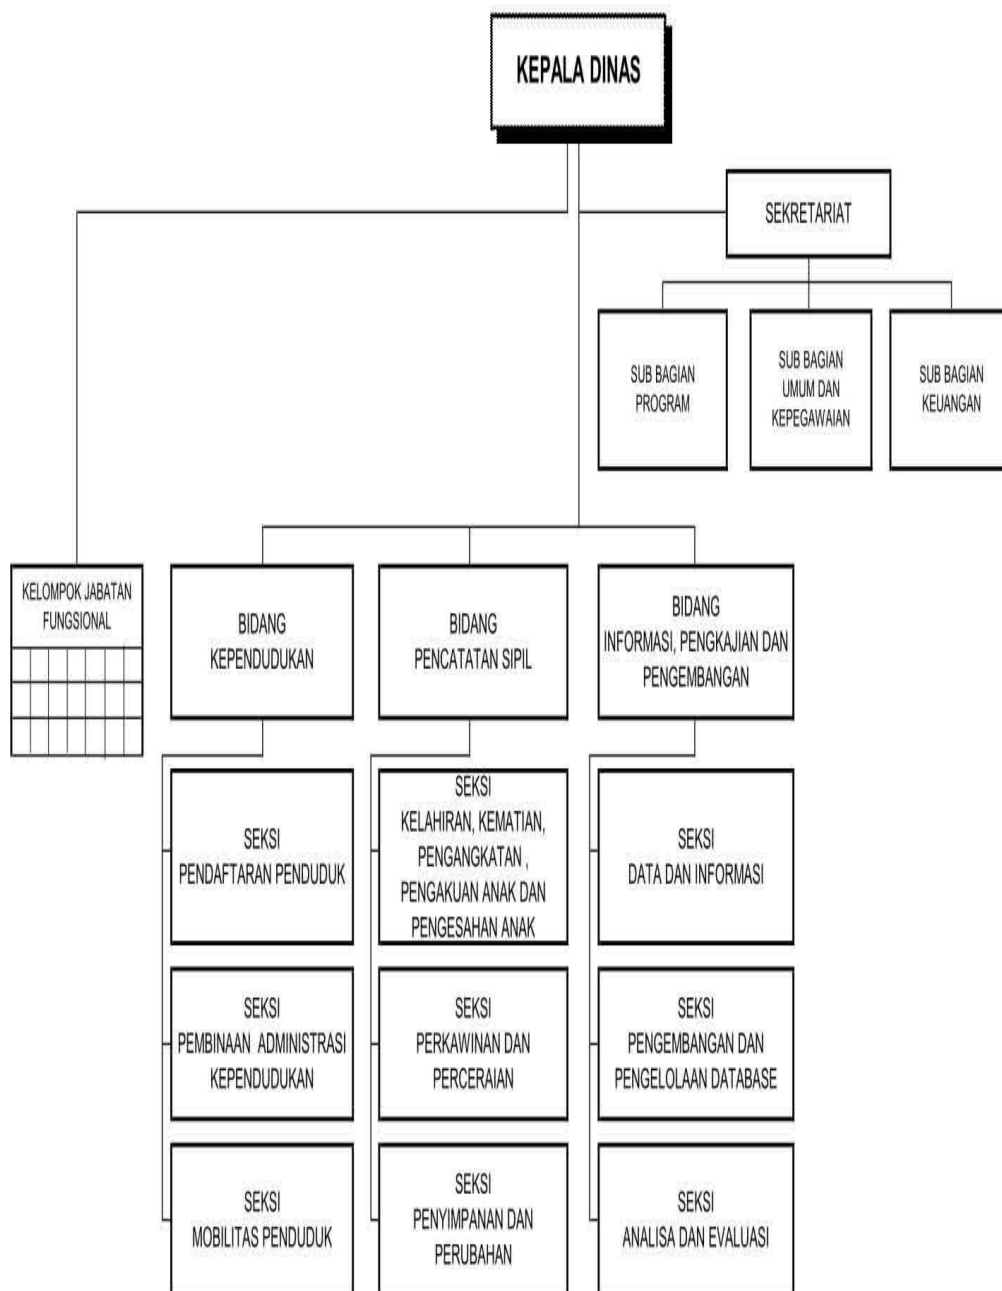 KEPALA DINAS
SEKRETARIAT
SUB BAGIAN
PROGRAM
SUB BAGIAN
UMUM DAN
KEPEGAWAIAN
SUB BAGIAN
KEUANGAN
KELOMPOK JABATAN
FUNGSIONAL
BIDANG
KEPENDUDUKAN
BIDANG
PENCATATAN SIPIL
BIDANG
INFORMASI, PENGKAJIAN DAN
PENGEMBANGAN
SEKSI
PENDAFTARAN PENDUDUK
SEKSI
KELAHIRAN, KEMATIAN,
PENGANGKATAN ,
PENGAKUAN ANAK DAN
PENGESAHAN ANAK
SEKSI
DATA DAN INFORMASI
SEKSI
PEMBINAAN ADMINISTRASI
KEPENDUDUKAN
SEKSI
PERKAWINAN DAN
PERCERAIAN
SEKSI
PENGEMBANGAN DAN
PENGELOLAAN DATABASE
SEKSI
MOBILITAS PENDUDUK
SEKSI
PENYIMPANAN DAN
PERUBAHAN
SEKSI
ANALISA DAN EVALUASI